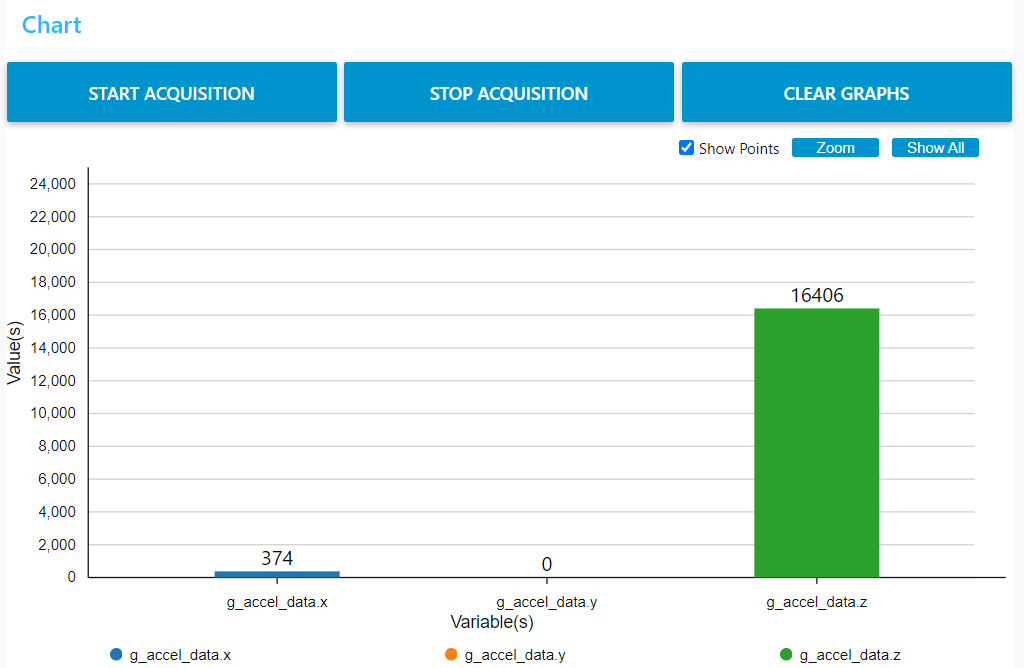 Chart
START ACQUISITION STOP ACQUISITION CLEAR GRAPHS
Show Points Zoom Show All
24,000
22,000
20,000
18,000
16406
16,000
14,000
Value(s)
12,000
10,000
8,000
6,000
4,000
2,000
374 0
0
g_accel_data.x g_accel_data.y g_accel_data.z
Variable(s)
g_accel_data.x g_accel_data.y g_accel_data.z